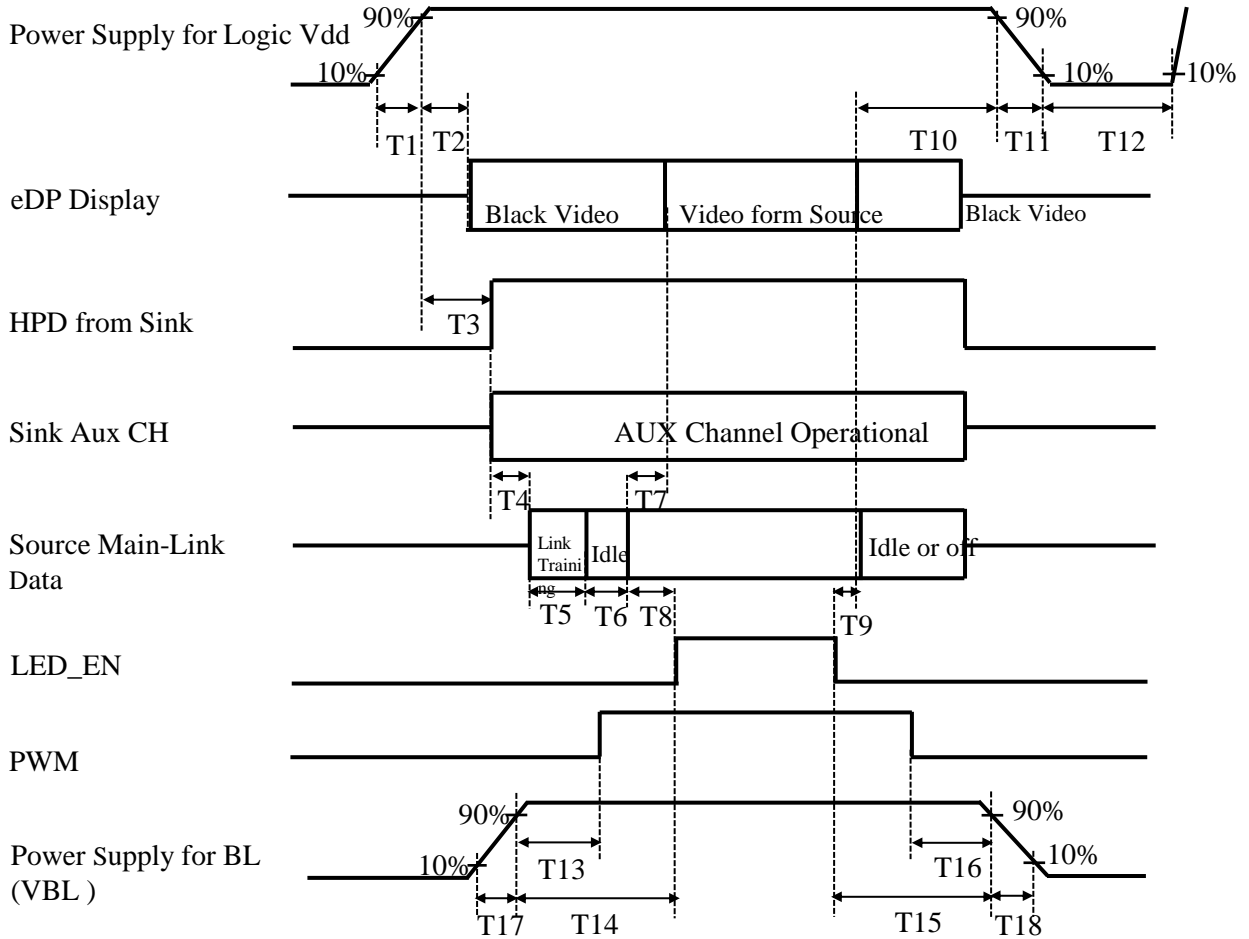 90%
90%
Power Supply for Logic Vdd
10%
10%
10%
T1
T2
T10
T11
T12
eDP Display
Black Video
Video form Source
Black Video
T3
HPD from Sink
Sink Aux CH
AUX Channel Operational
T4
T7
Source Main-Link
Data
Link
Traini
ng
Idle
Idle or off
T5
T6
T8
T9
LED_EN
PWM
90%
90%
Power Supply for BL
(VBL )
10%
T13
T16
10%
T17
T14
T15
T18